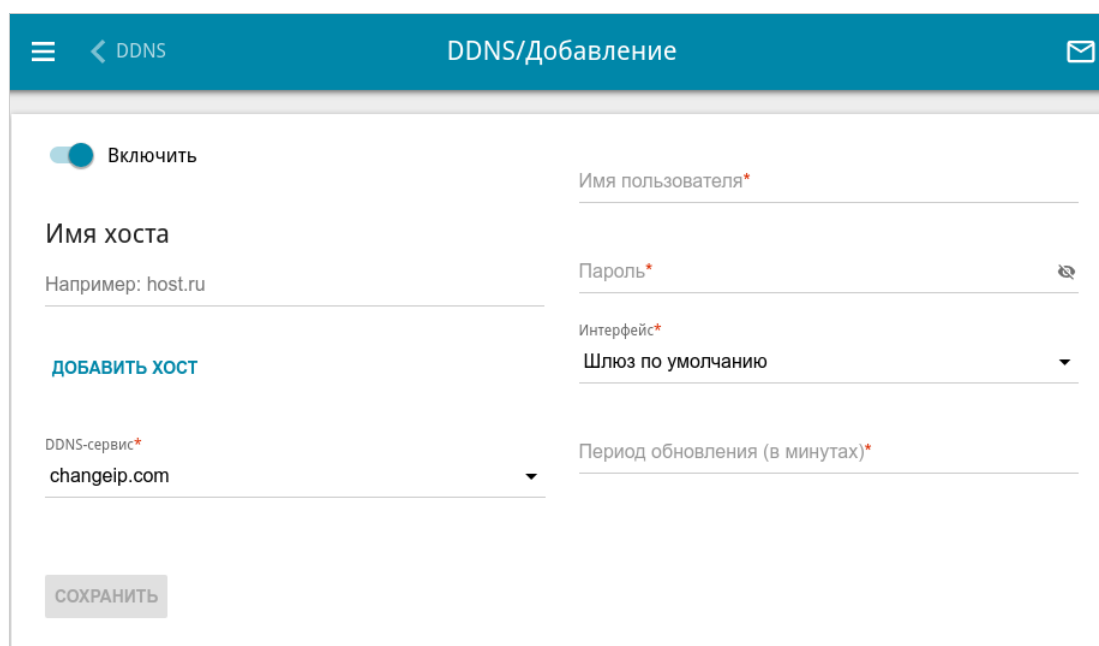 DDNS
DDNS/Добавление
Включить
Имя хоста
Например: host.ru
ДОБАВИТЬ ХОСТ
DDNS-сервис*
changeip.com
СОХРАНИТЬ
Имя пользователя*
Пароль*
Интерфейс*
Шлюз по умолчанию
Период обновления (в минутах)*